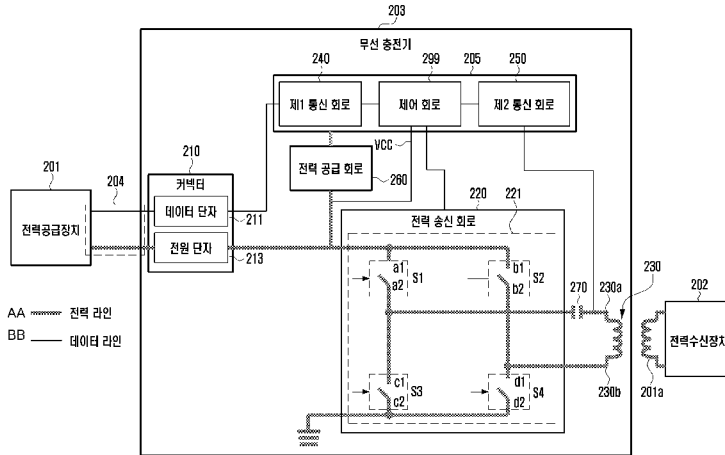 203
무선 충전기
240
299
205
250
제1 통신 회로
제어 회로
제2 통신 회로
VCC
201
204
210
전력 공급 회로
260
220
221
커넥터
전력공급장치
데이터 단자
211
전력 송신 회로
전원 단자
213
a1
a2
S1
b1
b2
S2
270
230a
230
202
AA 전력 라인
BB 데이터 라인
전력수신장치
c1
c2
S3
d1
d2
S4
230b
201a